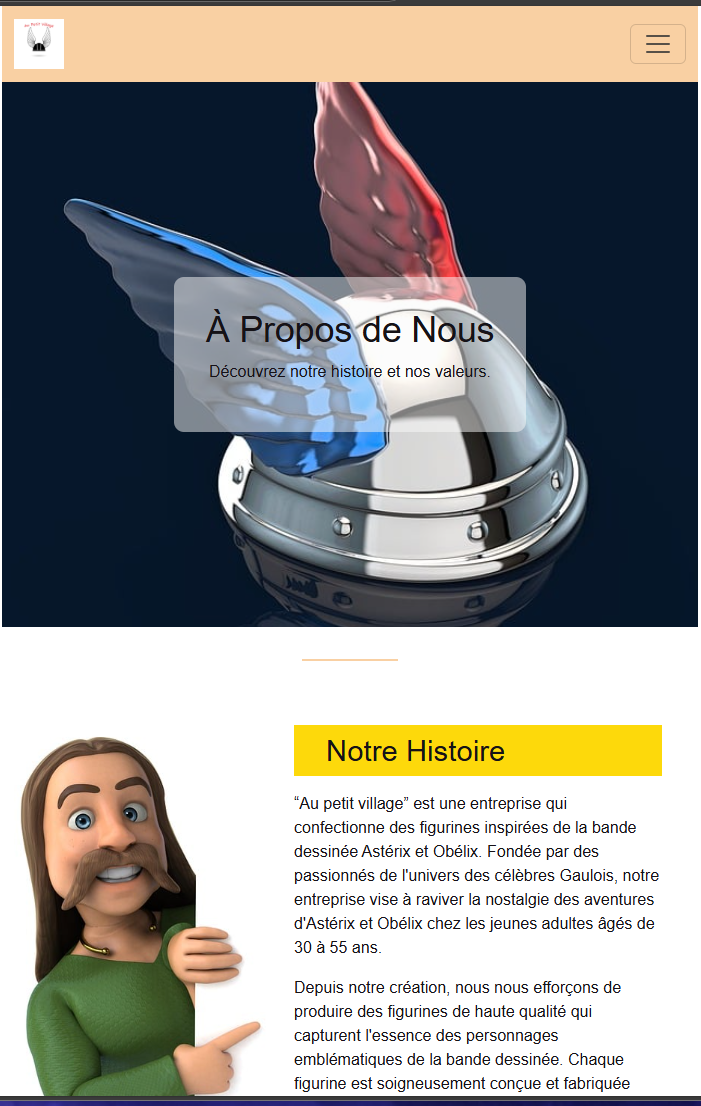 Au Petit Village
À Propos de Nous
Découvrez notre histoire et nos valeurs.
Notre Histoire
“Au petit village” est une entreprise qui
confectionne des figurines inspirées de la bande
dessinée Astérix et Obélix. Fondée par des
passionnés de l'univers des célèbres Gaulois, notre
entreprise vise à raviver la nostalgie des aventures
d'Astérix et Obélix chez les jeunes adultes âgés de
30 à 55 ans.
Depuis notre création, nous nous efforçons de
produire des figurines de haute qualité qui
capturent l'essence des personnages
emblématiques de la bande dessinée. Chaque
figurine est soigneusement conçue et fabriquée